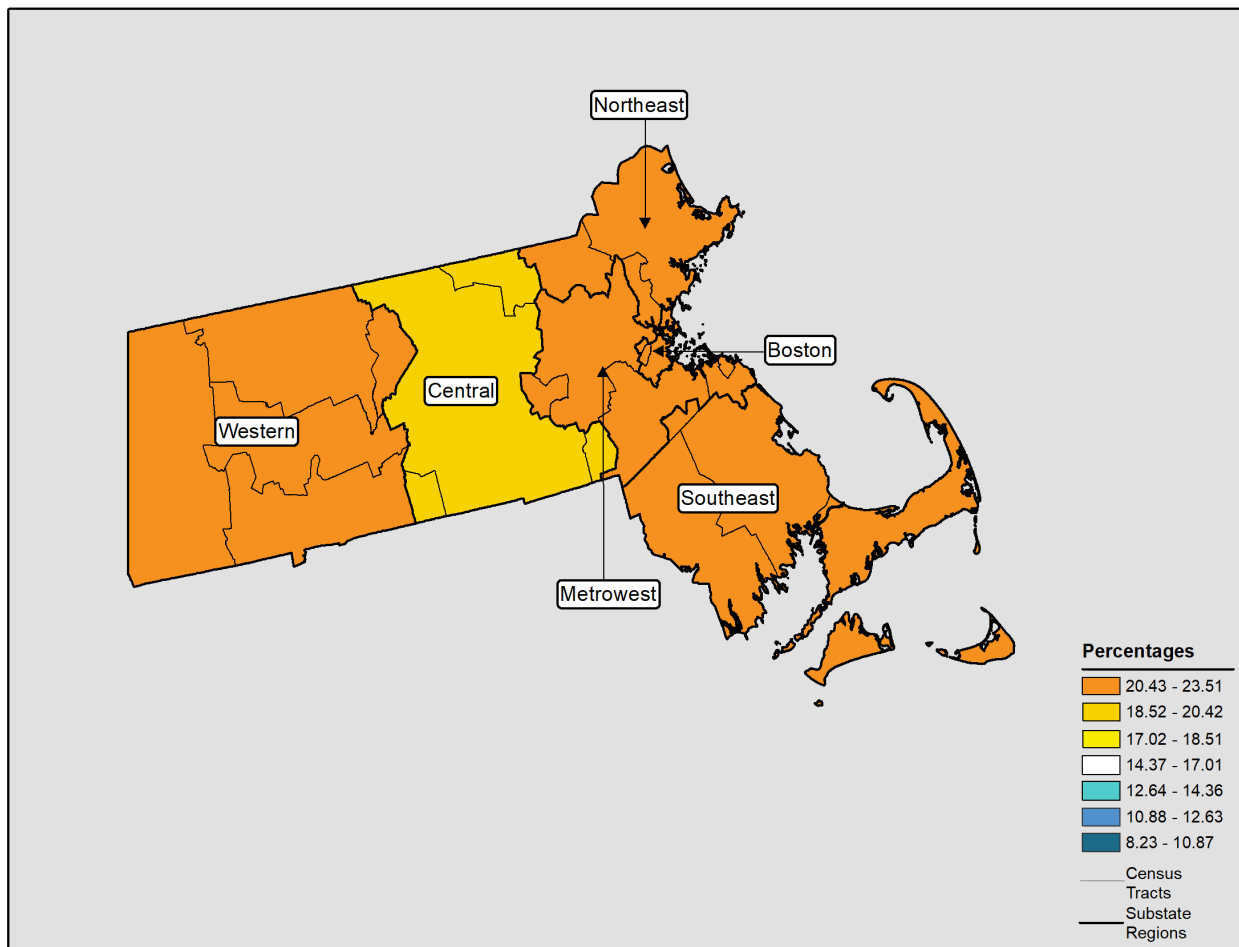 Northeast
Boston
Central
Western
Southeast
Metrowest
Percentages
20.43 - 23.51
18.52 - 20.42
17.02 - 18.51
14.37 - 17.01
12.64 - 14.36
10.88 - 12.63
8.23 - 10.87
Census
Tracts
Substate
Regions